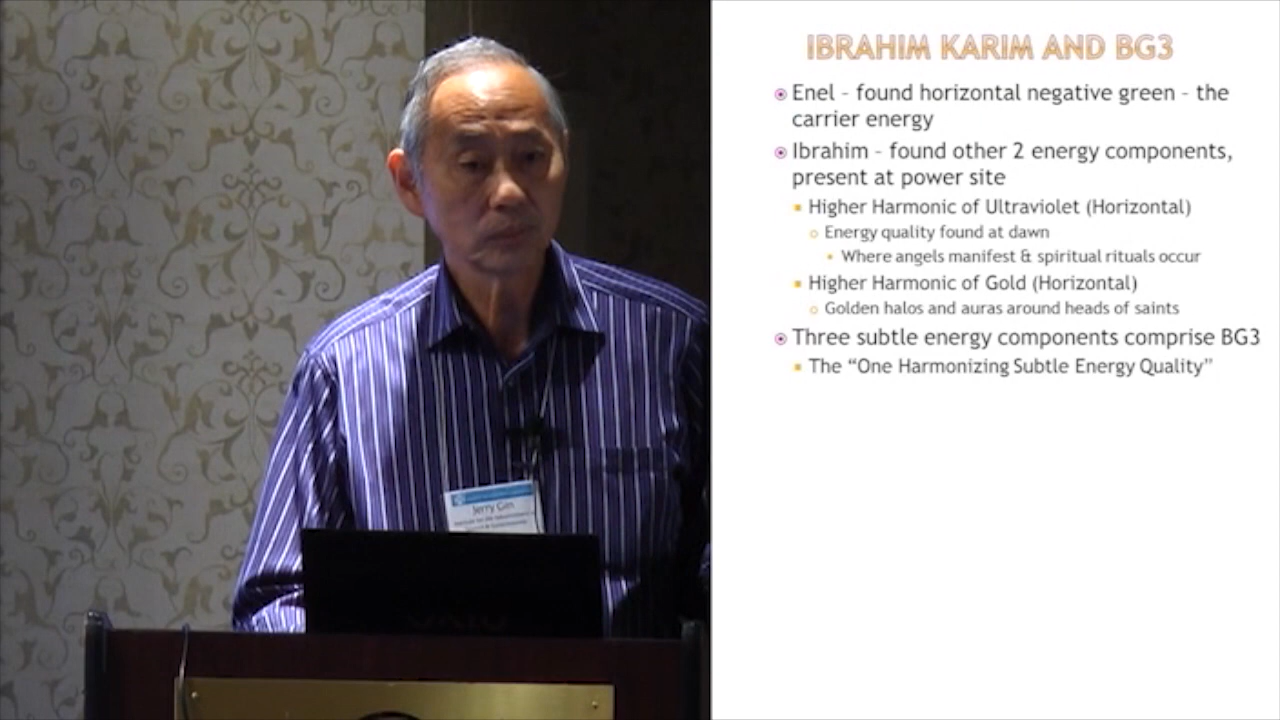 IBRAHIM KARIM AND BG3
Enel – found horizontal negative green – the
carrier energy
Ibrahim – found other 2 energy components,
present at power site
Higher Harmonic of Ultraviolet (Horizontal)
Energy quality found at dawn
Where angels manifest & spiritual rituals occur
Higher Harmonic of Gold (Horizontal)
Golden halos and auras around heads of saints
Three subtle energy components comprise BG3
The “One Harmonizing Subtle Energy Quality”
Jerry Gin